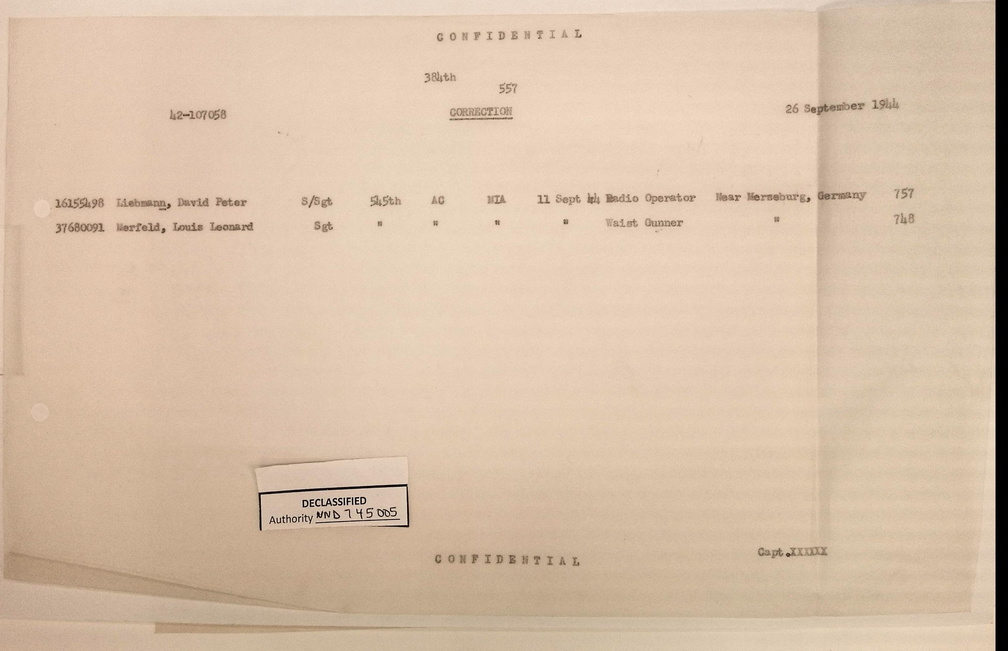 CONFIDENTIAL
384th
557
42-107058 CORRECTION 26 September 1944
16155498 Liebmann, David Peter S/Sgt 545th AC MIA 11 Sept 44 Radio Operator Near Merseburg, Germany 757
37680091 Merfeld, Louis Leonard Sgt " " " " Waist Gunner " 748
DECLASSIFIED
Authority NND 745005
Capt.XXXXXX
CONFIDENTIAL